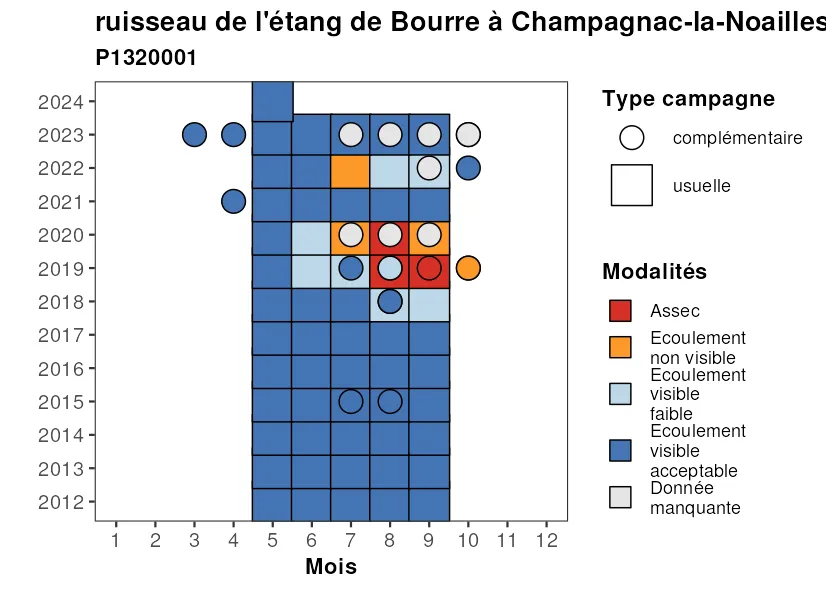 ruisseau de l'étang de Bourre à Champagnac-la-Noailles
P1320001
2024
2023
2022
2021
2020
2019
2018
2017
2016
2015
2014
2013
2012
1 2 3 4 5 6 7 8 9 10 11 12
Mois
Type campagne
complémentaire
usuelle
Modalités
Assec
Ecoulement
non visible
Ecoulement
visible
faible
Ecoulement
visible
acceptable
Donnée
manquante